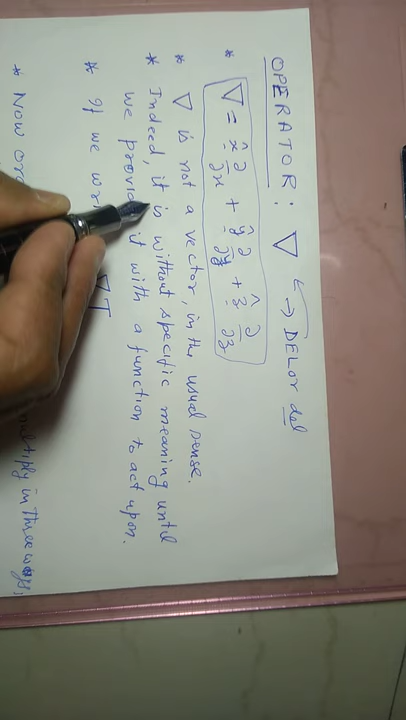 OPERATOR: ∇ → DEL or del
* ∇ = x̂ ∂/∂x + ŷ ∂/∂y + ẑ ∂/∂z
* ∇ is not a vector, in the usual sense.
* Indeed, it is without specific meaning until
we it with a function to act upon.
* If we ∇T
* Now multiply in three ways,